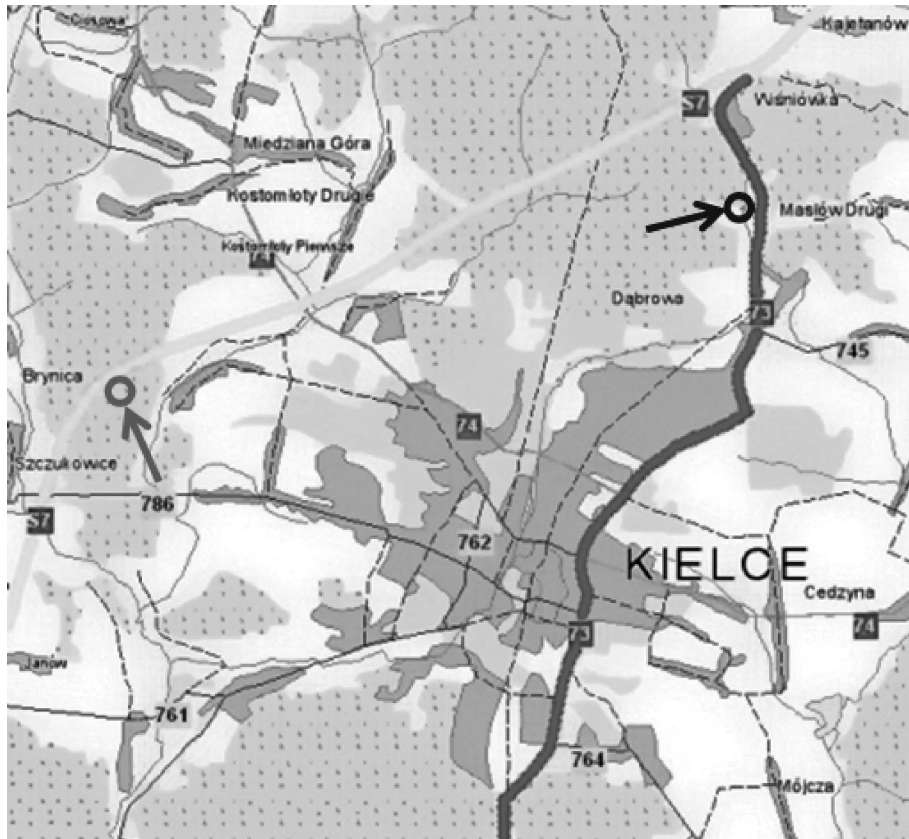 Kajetanów
S7
Wiśniówka
Miedziana Góra
Kostomłoty Drugie
Masłów Drugi
Kostomłoty Pierwsze
Dąbrowa
73
745
Brynica
74
Szczukowice
786
S7
762
KIELCE
Cedzyna
73
74
Janów
761
764
Mójcza